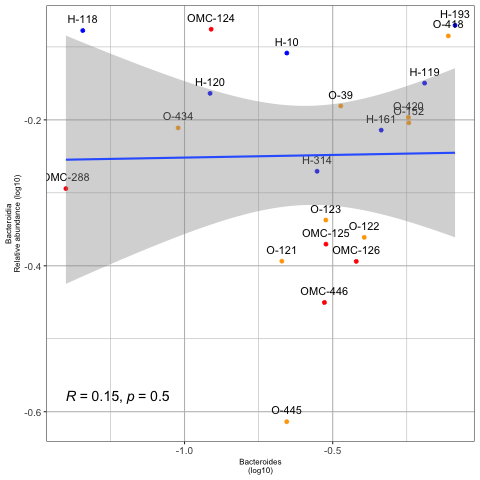 H-193
H-118
OMC-124
O-418
H-10
H-119
H-120
O-39
O-420
O-152
O-434
H-161
-0.2
H-314
OMC-288
O-123
O-122
OMC-125
O-121
OMC-126
-0.4
OMC-446
R = 0.15, p = 0.5
O-445
-0.6
-1.0
-0.5
Bacteroidia
Relative abundance (log10)
Bacteroides
(log10)